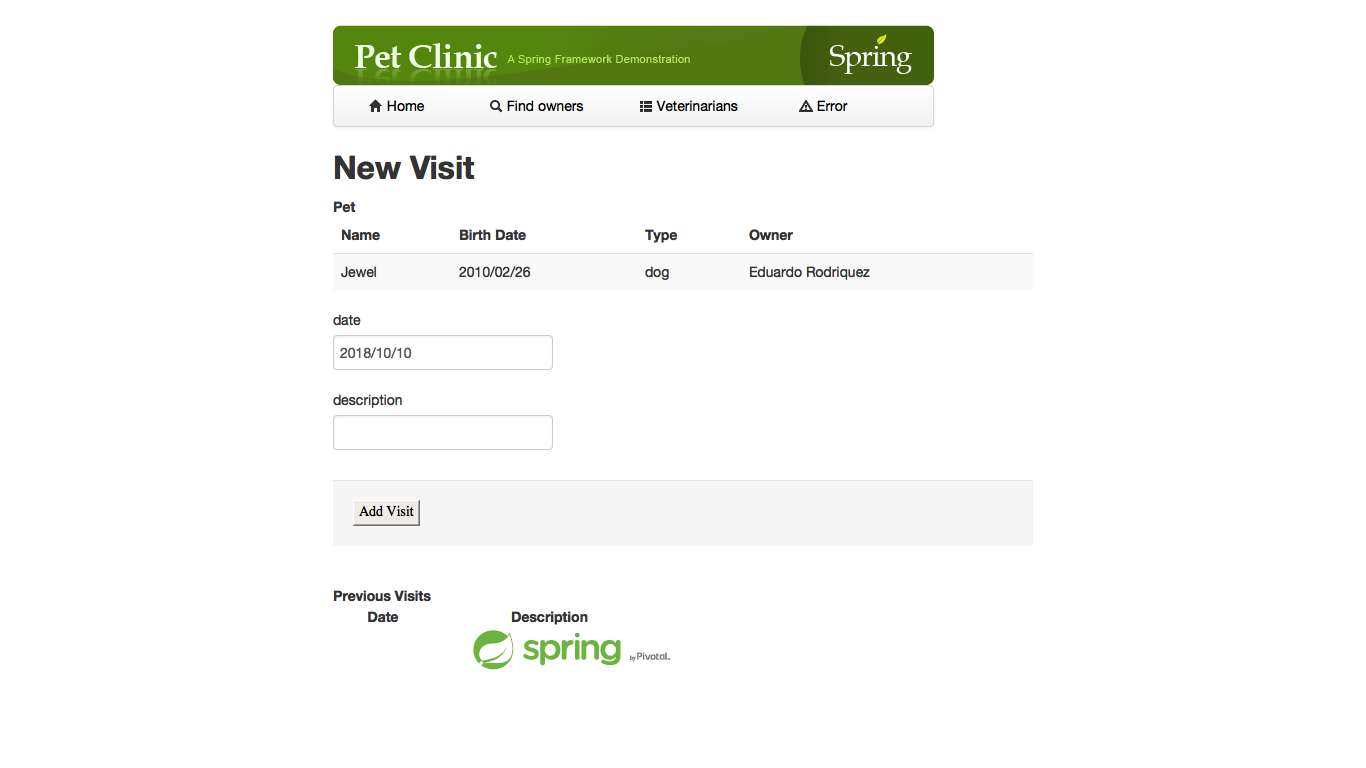 Pet Clinic A Spring Framework Demonstration Spring
Home Find owners Veterinarians Error
New Visit
Pet
Name Birth Date Type Owner
Jewel 2010/02/26 dog Eduardo Rodriquez
date
2018/10/10
description
Add Visit
Previous Visits
Date Description
spring by Pivotal™